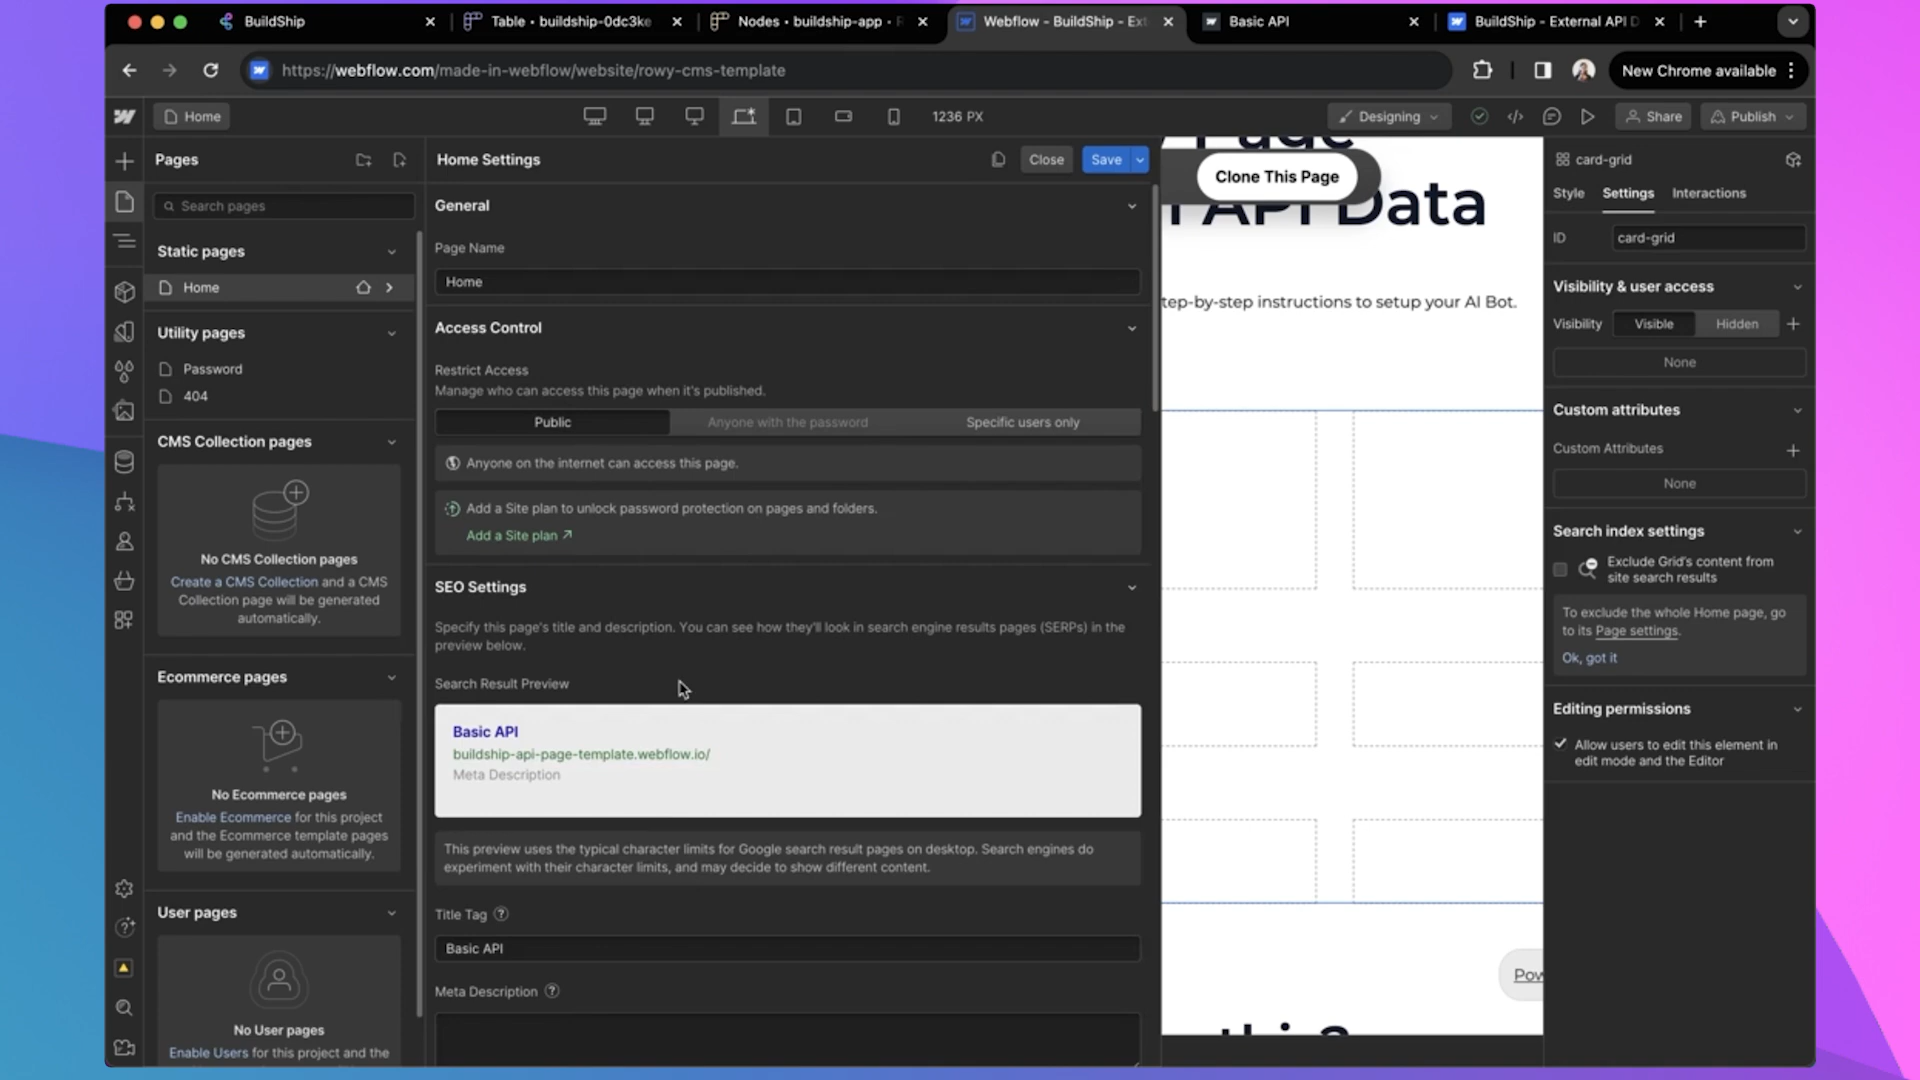 BuildShip
Table • buildship-0dc3ke
Nodes • buildship-app •
Webflow - BuildShip - Ext
Basic API
BuildShip - External API D
https://webflow.com/made-in-webflow/website/rowy-cms-template
New Chrome available
Home
1236 PX
Designing
Share
Publish
Pages
Search pages
Static pages
Home
Utility pages
Password
404
CMS Collection pages
No CMS Collection pages
Create a CMS Collection and a CMS
Collection page will be generated
automatically.
Ecommerce pages
No Ecommerce pages
Enable Ecommerce for this project
and the Ecommerce template pages
will be generated automatically.
User pages
No User pages
Enable Users for this project and the
Home Settings
Close
Save
General
Page Name
Home
Access Control
Restrict Access
Manage who can access this page when it's published.
Public
Anyone with the password
Specific users only
Anyone on the internet can access this page.
Add a Site plan to unlock password protection on pages and folders.
Add a Site plan
SEO Settings
Specify this page's title and description. You can see how they'll look in search engine results pages (SERPs) in the
preview below.
Search Result Preview
Basic API
buildship-api-page-template.webflow.io/
Meta Description
This preview uses the typical character limits for Google search result pages on desktop. Search engines do
experiment with their character limits, and may decide to show different content.
Title Tag
Basic API
Meta Description
Page
Clone This Page
API Data
tep-by-step instructions to setup your AI Bot.
Pow
this?
card-grid
Style
Settings
Interactions
ID
card-grid
Visibility & user access
Visibility
Visible
Hidden
None
Custom attributes
Custom Attributes
None
Search index settings
Exclude Grid's content from
site search results
To exclude the whole Home page, go
to its Page settings.
Ok, got it
Editing permissions
Allow users to edit this element in
edit mode and the Editor